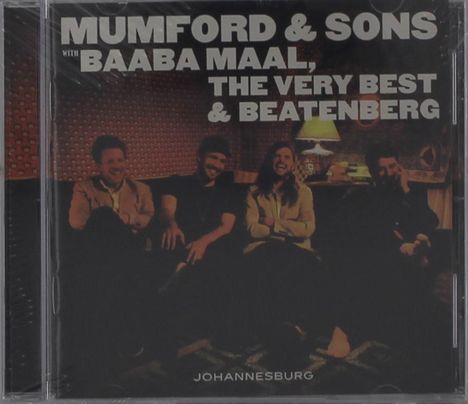 MUMFORD & SONS
WITH BAABA MAAL,
THE VERY BEST
& BEATENBERG
JOHANNESBURG